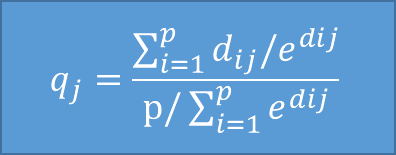 q_j = \frac{\sum_{i=1}^{p} d_{ij} / e^{dij}}{p / \sum_{i=1}^{p} e^{dij}}